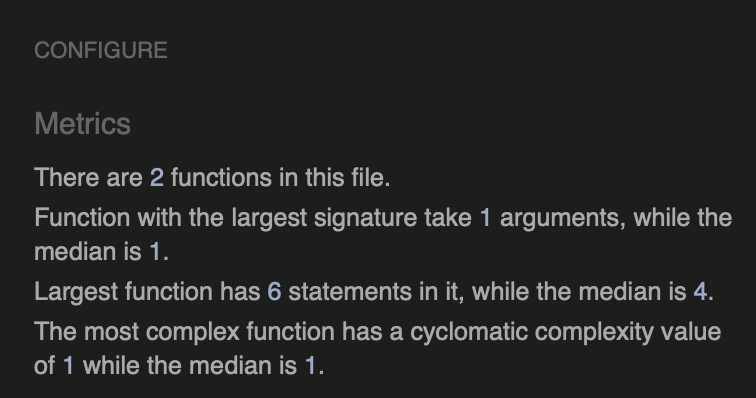 CONFIGURE
Metrics
There are 2 functions in this file.
Function with the largest signature take 1 arguments, while the
median is 1.
Largest function has 6 statements in it, while the median is 4.
The most complex function has a cyclomatic complexity value
of 1 while the median is 1.